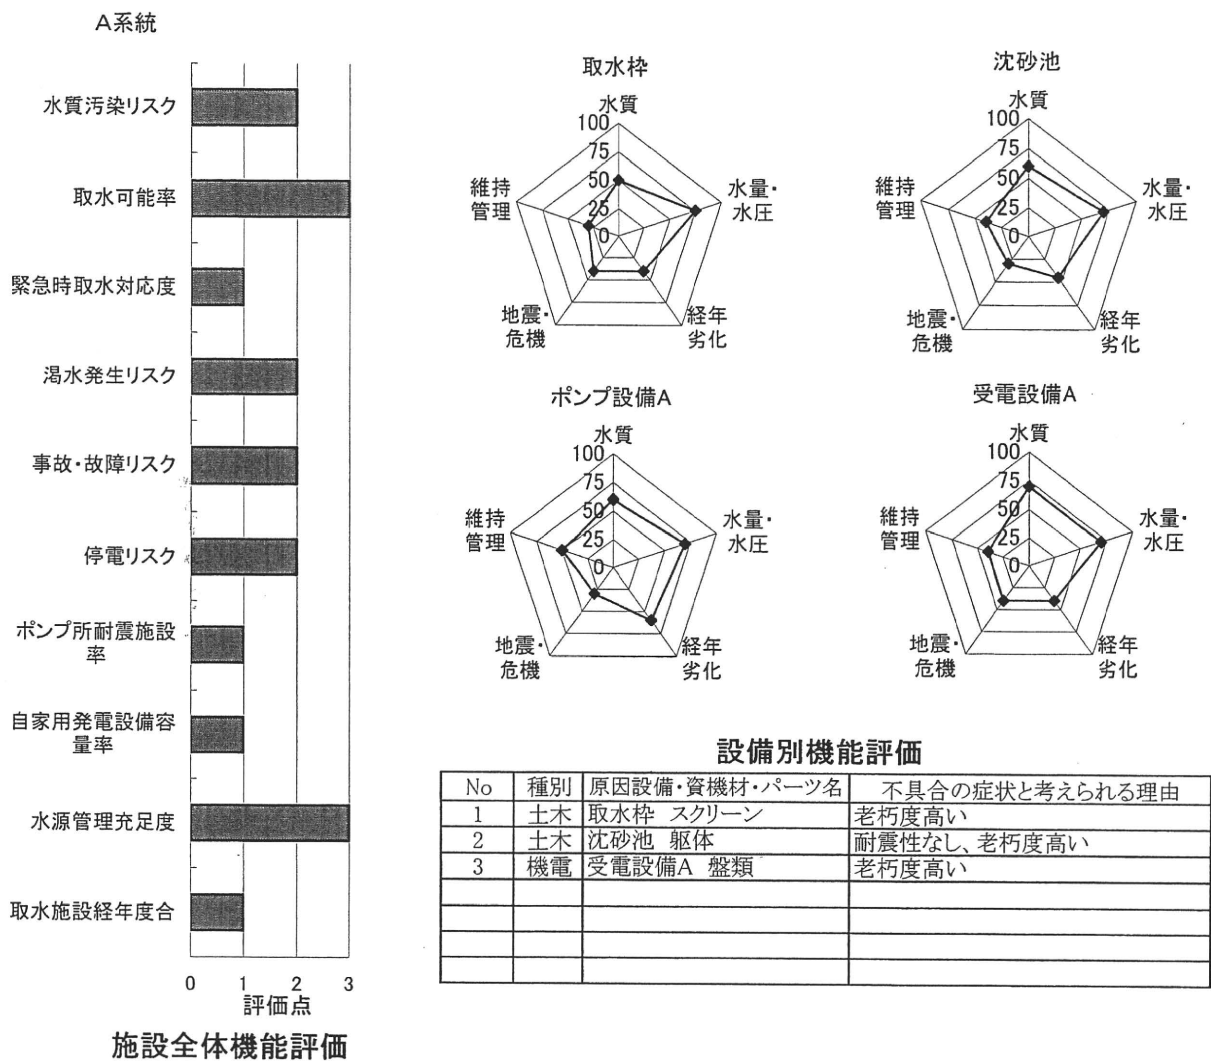 A系統
水質汚染リスク
取水可能率
緊急時取水対応度
渇水発生リスク
事故・故障リスク
停電リスク
ポンプ所耐震施設
率
自家用発電設備容
量率
水源管理充足度
取水施設経年度合
0 1 2 3
評価点
施設全体機能評価
取水枠
水質
100
75
50
25
0
維持
管理
水量・
水圧
地震・
危機
経年
劣化
沈砂池
水質
100
75
50
25
0
維持
管理
水量・
水圧
地震・
危機
経年
劣化
ポンプ設備A
水質
100
75
50
25
0
維持
管理
水量・
水圧
地震・
危機
経年
劣化
受電設備A
水質
100
75
50
25
0
維持
管理
水量・
水圧
地震・
危機
経年
劣化
設備別機能評価
No 種別 原因設備・資機材・パーツ名 不具合の症状と考えられる理由
1 土木 取水枠 スクリーン 老朽度高い
2 土木 沈砂池 躯体 耐震性なし、老朽度高い
3 機電 受電設備A 盤類 老朽度高い